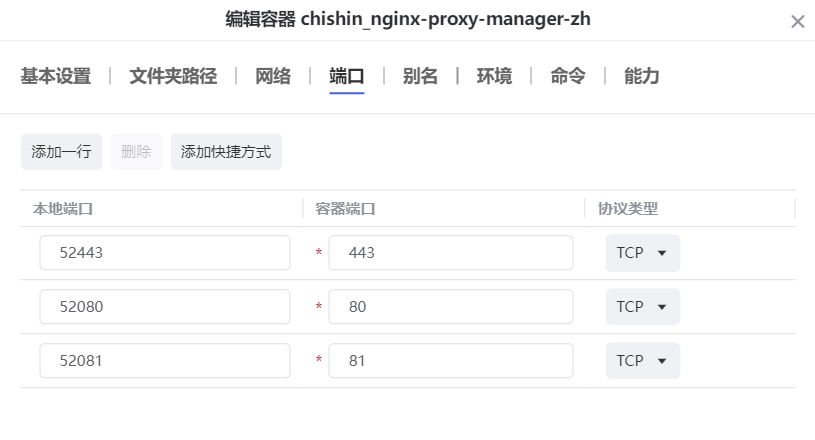 编辑容器 chishin_nginx-proxy-manager-zh
基本设置 | 文件夹路径 | 网络 | 端口 | 别名 | 环境 | 命令 | 能力
添加一行 删除 添加快捷方式
本地端口 容器端口 协议类型
52443 * 443 TCP
52080 * 80 TCP
52081 * 81 TCP